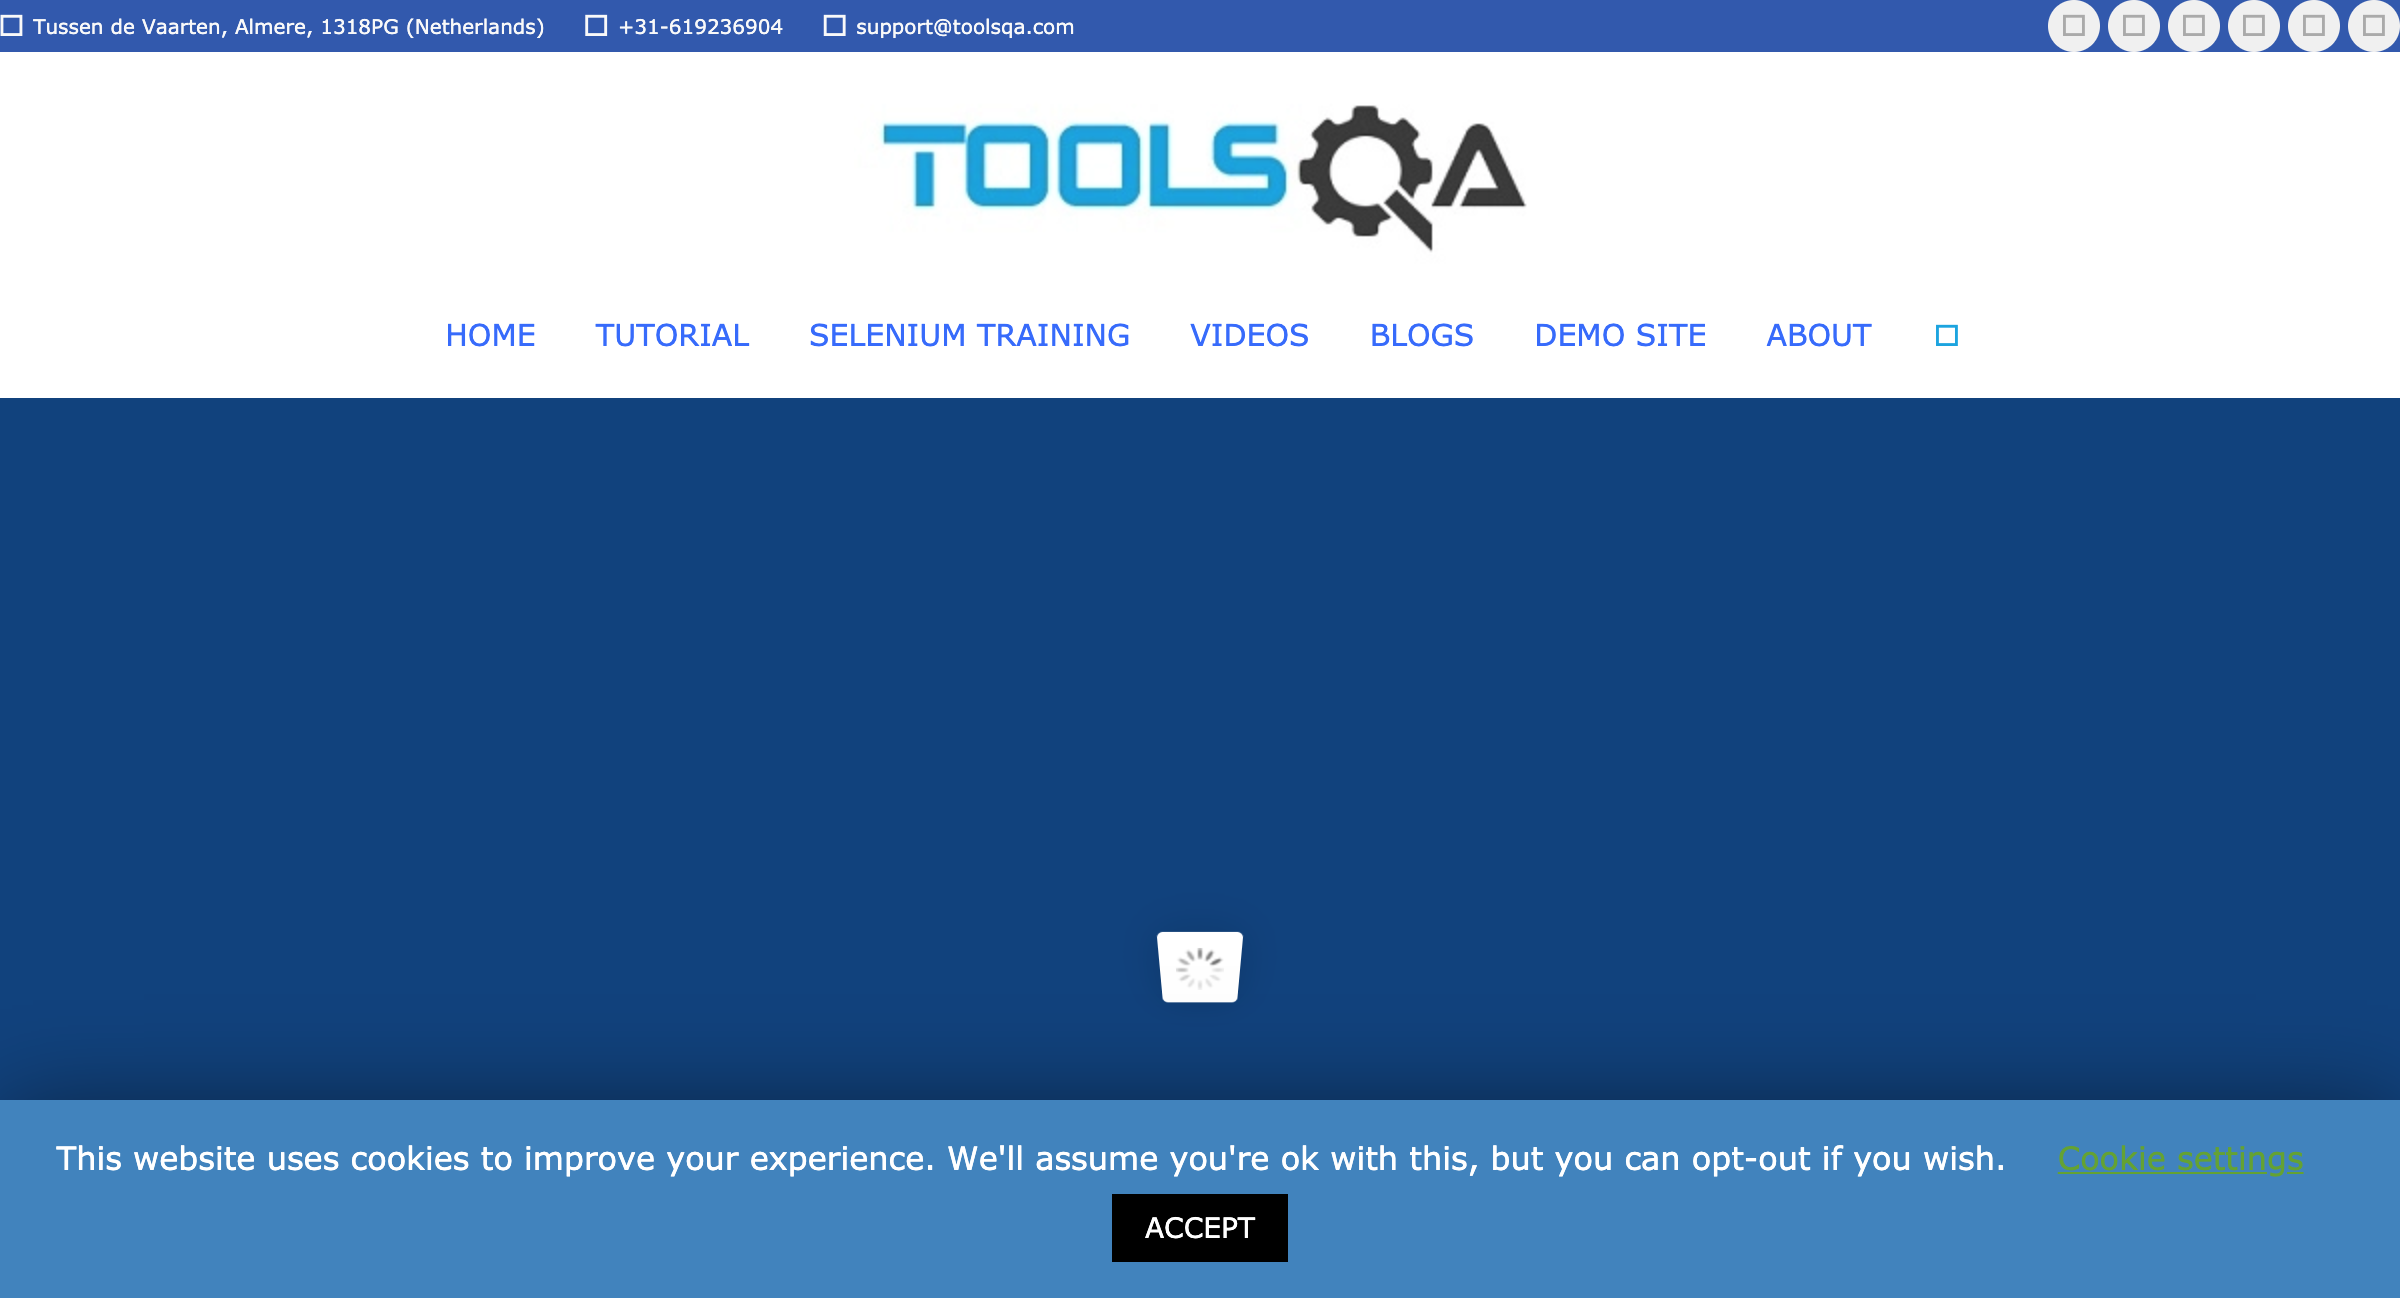 Tussen de Vaarten, Almere, 1318PG (Netherlands) +31-619236904 support@toolsqa.com
TOOLSQA
HOME TUTORIAL SELENIUM TRAINING VIDEOS BLOGS DEMO SITE ABOUT
This website uses cookies to improve your experience. We'll assume you're ok with this, but you can opt-out if you wish. Cookie settings
ACCEPT